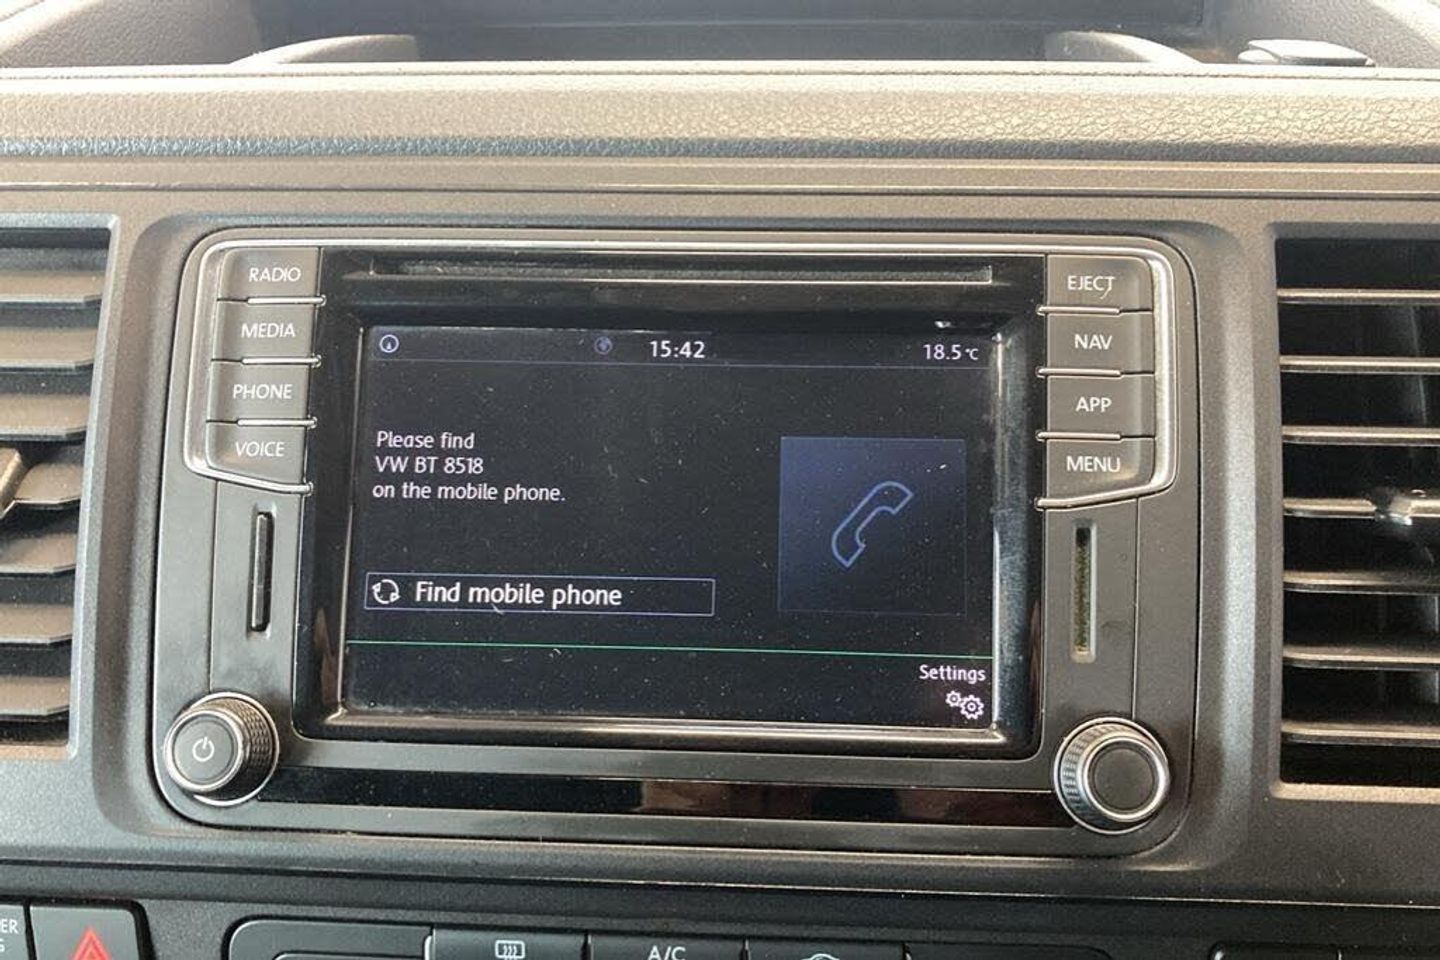 RADIO
MEDIA
PHONE
VOICE
EJECT
NAV
APP
MENU
15:42
18.5 °C
Please find
VW BT 8518
on the mobile phone.
Find mobile phone
Settings
A/C